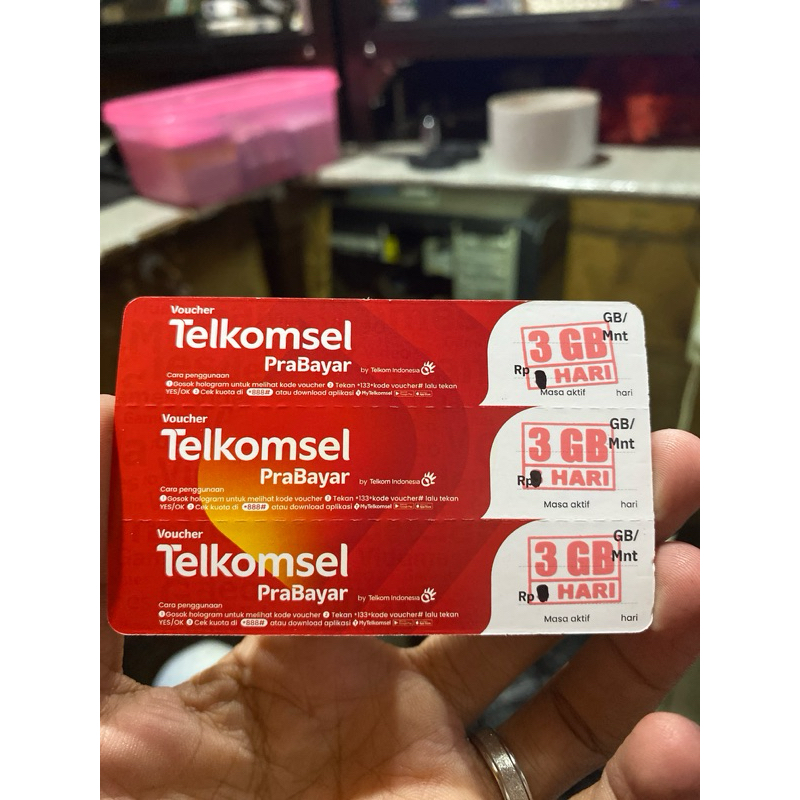 Voucher
Telkomsel
PraBayar by Telkom Indonesia
Cara penggunaan
1 Gosok hologram untuk melihat kode voucher 2 Tekan *133*kode voucher# lalu tekan
YES/OK 3 Cek kuota di *888# atau download aplikasi MyTelkomsel
GB/
Mnt
3 GB
Rp
HARI
Masa aktif hari
Voucher
Telkomsel
PraBayar by Telkom Indonesia
Cara penggunaan
1 Gosok hologram untuk melihat kode voucher 2 Tekan *133*kode voucher# lalu tekan
YES/OK 3 Cek kuota di *888# atau download aplikasi MyTelkomsel
GB/
Mnt
3 GB
Rp
HARI
Masa aktif hari
Voucher
Telkomsel
PraBayar by Telkom Indonesia
Cara penggunaan
1 Gosok hologram untuk melihat kode voucher 2 Tekan *133*kode voucher# lalu tekan
YES/OK 3 Cek kuota di *888# atau download aplikasi MyTelkomsel
GB/
Mnt
3 GB
Rp
HARI
Masa aktif hari